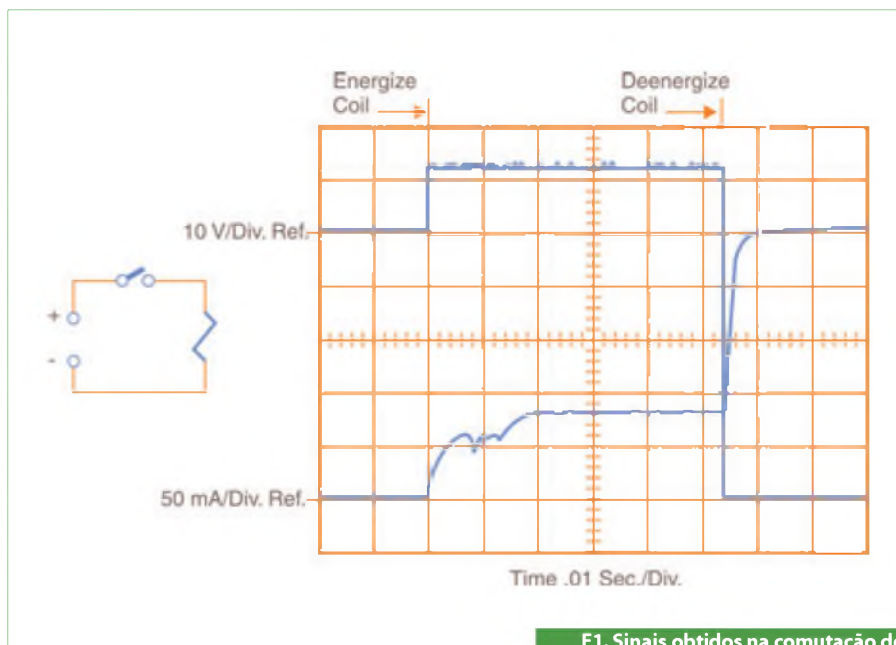 Energize
Coil
Deenergize
Coil
10 V/Div. Ref.
+
-
50 mA/Div. Ref.
Time .01 Sec./Div.
F1. Sinais obtidos na comutação de